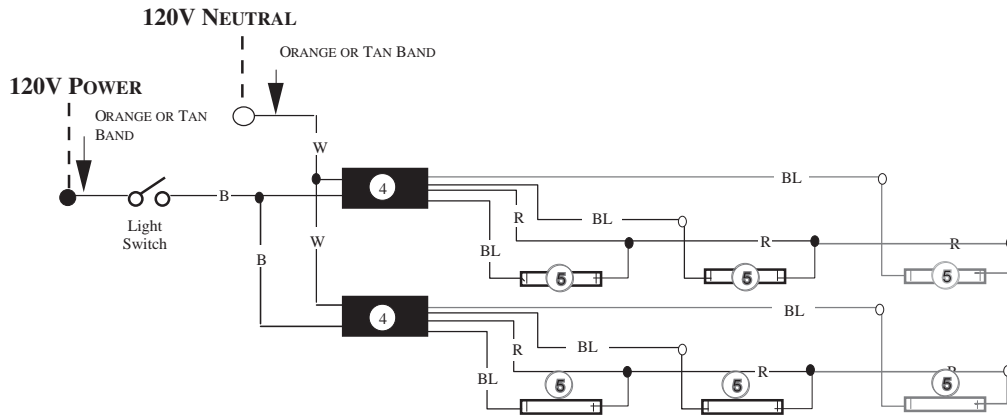 120V NEUTRAL
ORANGE OR TAN BAND
120V POWER
ORANGE OR TAN
BAND
W
4
BL
B
Light
Switch
R
BL
R
R
W
BL
B
5
5
5
4
BL
R
BL
R
R
BL
5
5
5